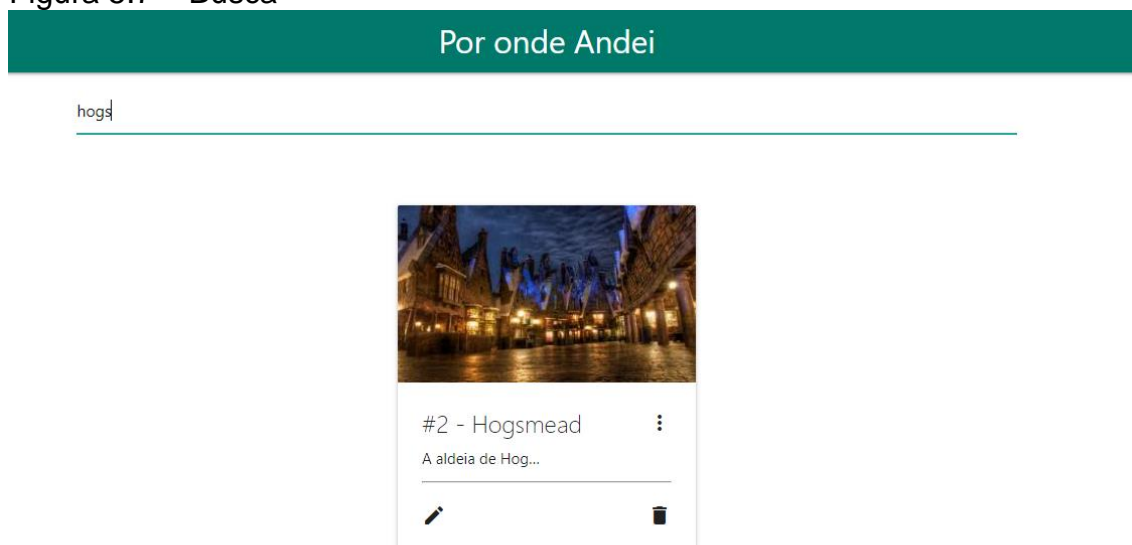 Figura 5.7 – Busca
Por onde Andei
hogs
#2 - Hogsmead
A aldeia de Hog...